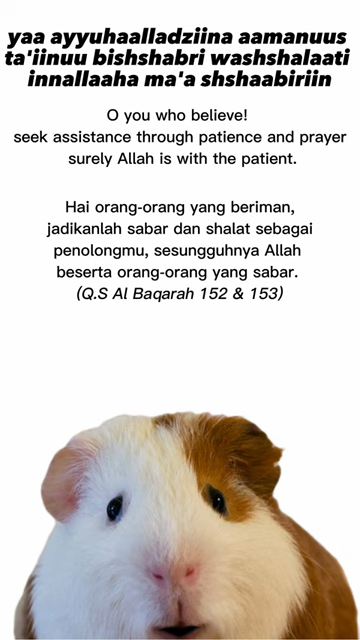 yaa ayyuhaalladziina aamanuus
ta'iinuu bishshabri washshalaati
innallaaha ma'a shshaabiriin
O you who believe!
seek assistance through patience and prayer
surely Allah is with the patient.
Hai orang-orang yang beriman,
jadikanlah sabar dan shalat sebagai
penolongmu, sesungguhnya Allah
beserta orang-orang yang sabar.
(Q.S Al Baqarah 152 & 153)